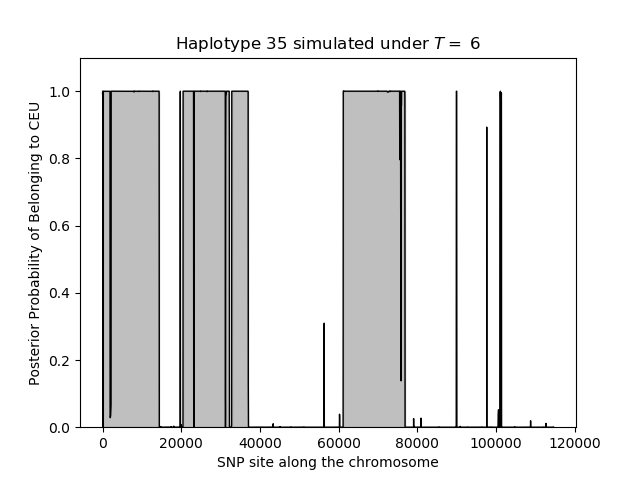 Haplotype 35 simulated under T = 6
Posterior Probability of Belonging to CEU
1.0
0.8
0.6
0.4
0.2
0.0
0 20000 40000 60000 80000 100000 120000
SNP site along the chromosome